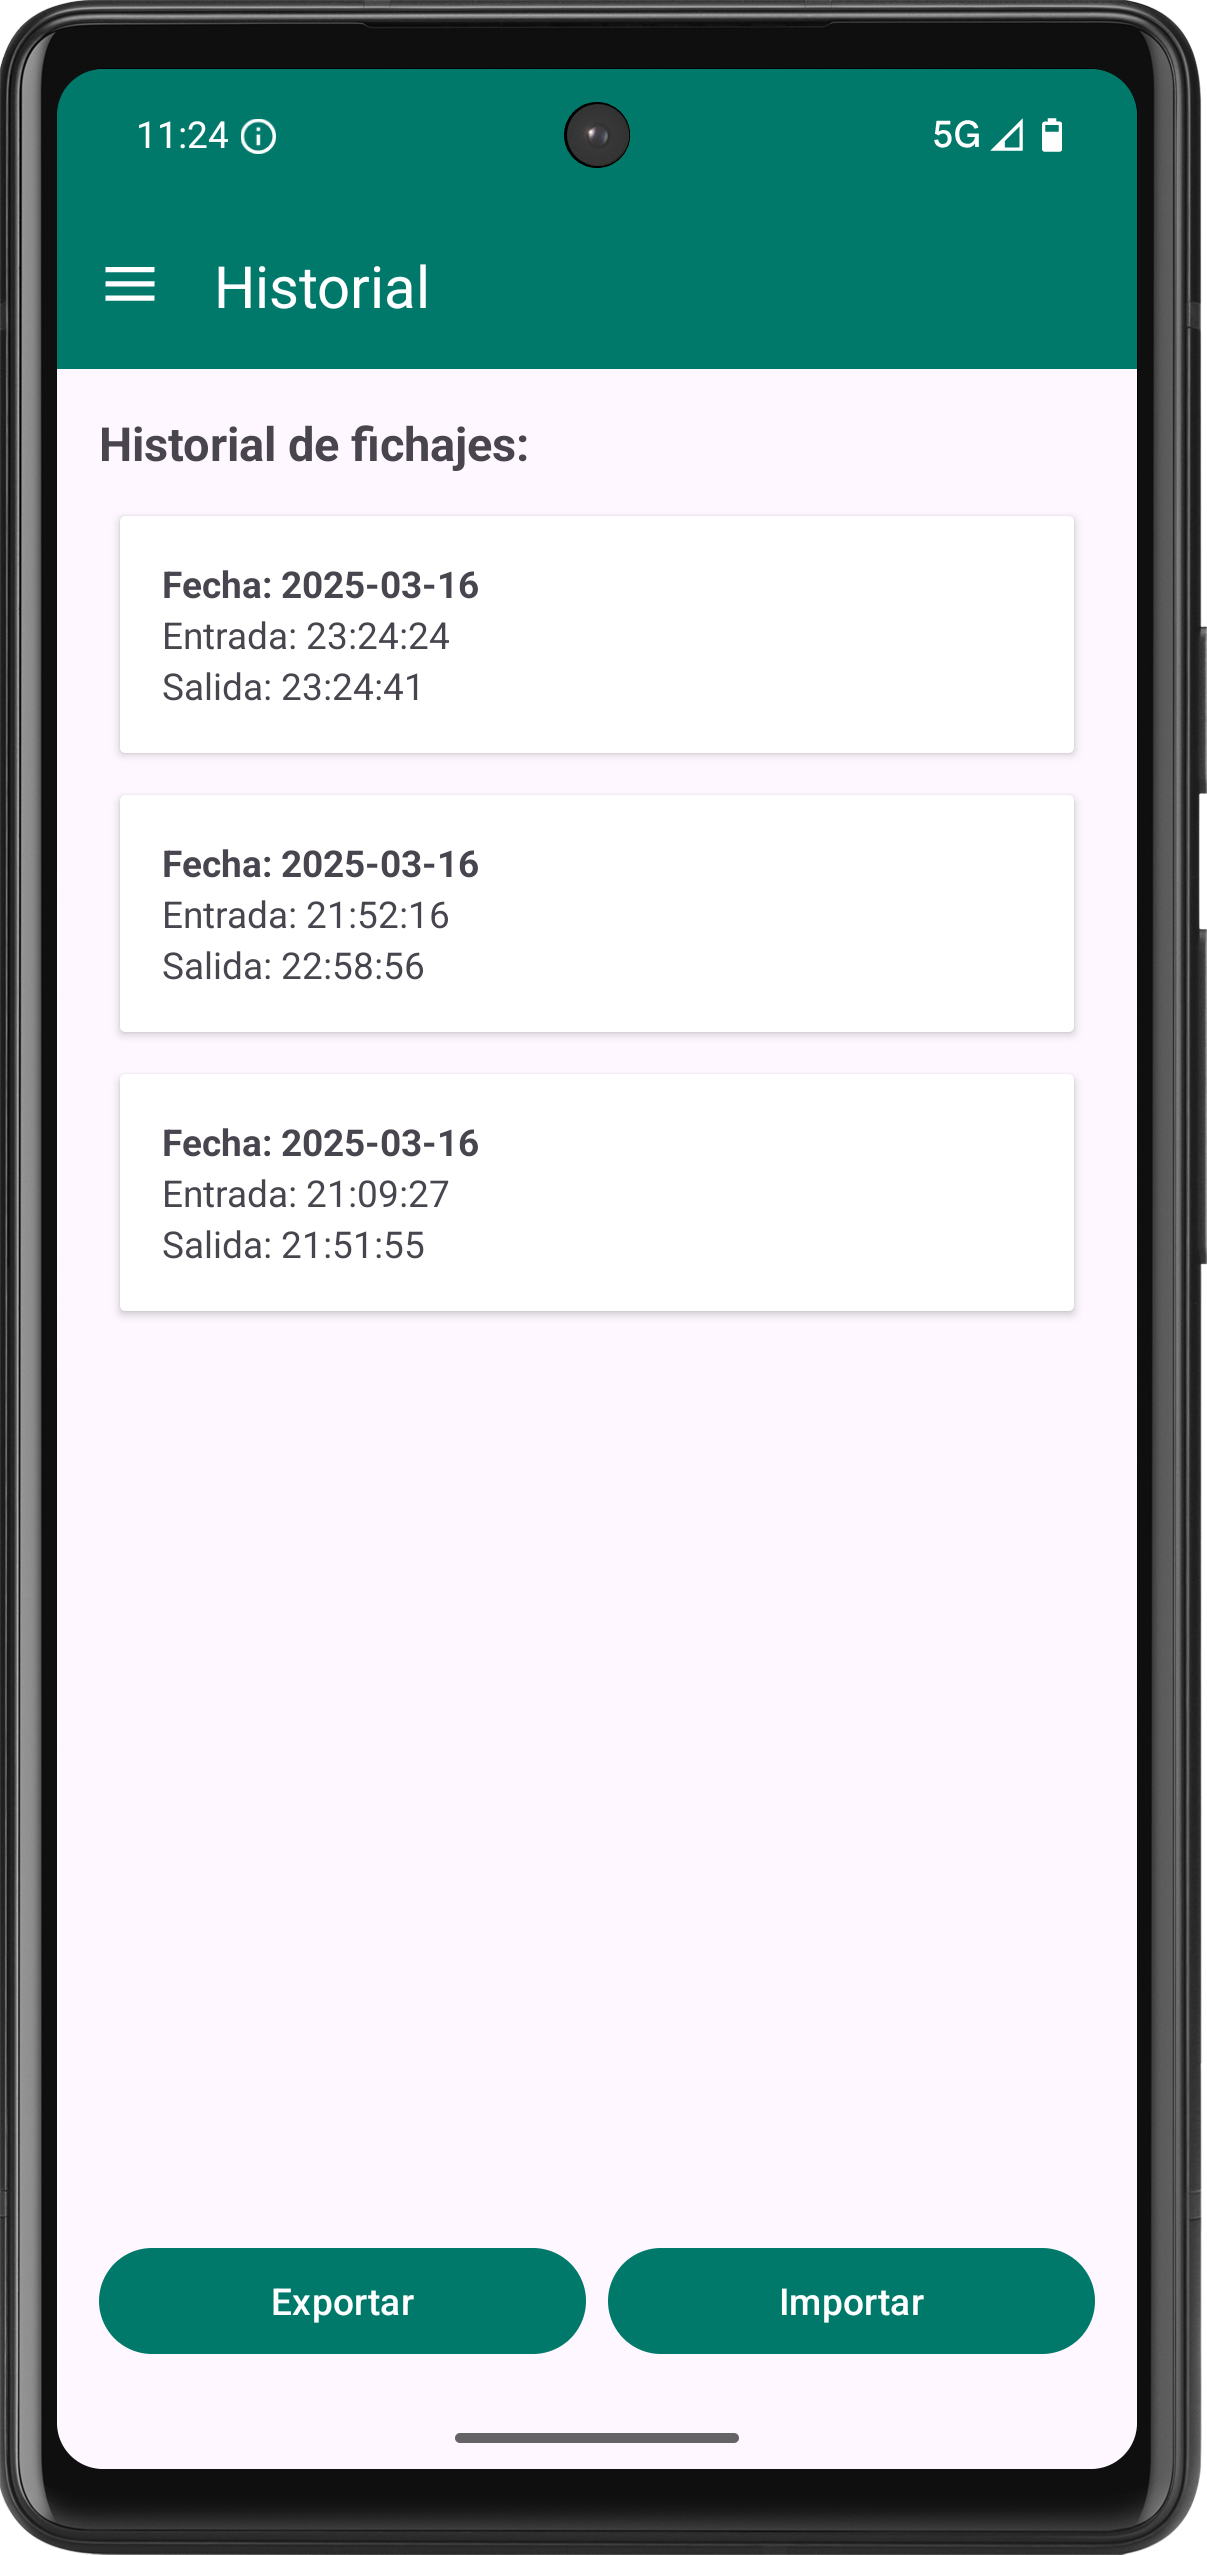 11:24
5G
Historial
Historial de fichajes:
Fecha: 2025-03-16
Entrada: 23:24:24
Salida: 23:24:41
Fecha: 2025-03-16
Entrada: 21:52:16
Salida: 22:58:56
Fecha: 2025-03-16
Entrada: 21:09:27
Salida: 21:51:55
Exportar
Importar